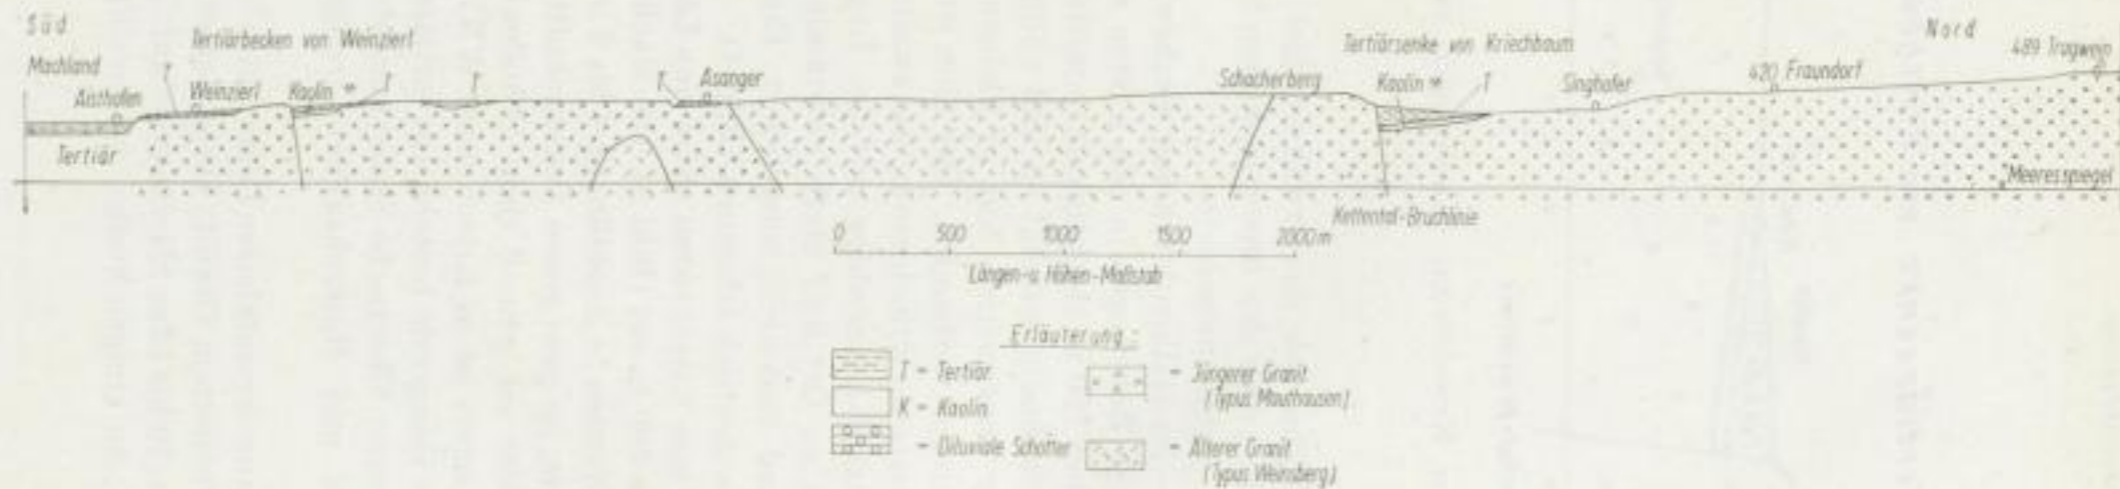 Süd
Nord
Tertiärbecken von Weinzierl
Tertiärsenke von Kriechbaum
489 Tragwein
Machland
T
Aisthofen
Weinzierl
Kaolin
T
T
T
Asanger
Schacherberg
Kaolin
T
Singhofer
420 Fraundorf
Tertiär
Meeresspiegel
Kettental-Bruchlinie
0 500 1000 1500 2000 m
Längen-u Höhen-Maßstab
Erläuterung:
T - Tertiär
K - Kaolin
- Diluviale Schotter
- Jüngerer Granit
(Typus Mauthausen)
- Älterer Granit
(Typus Weinsberg)